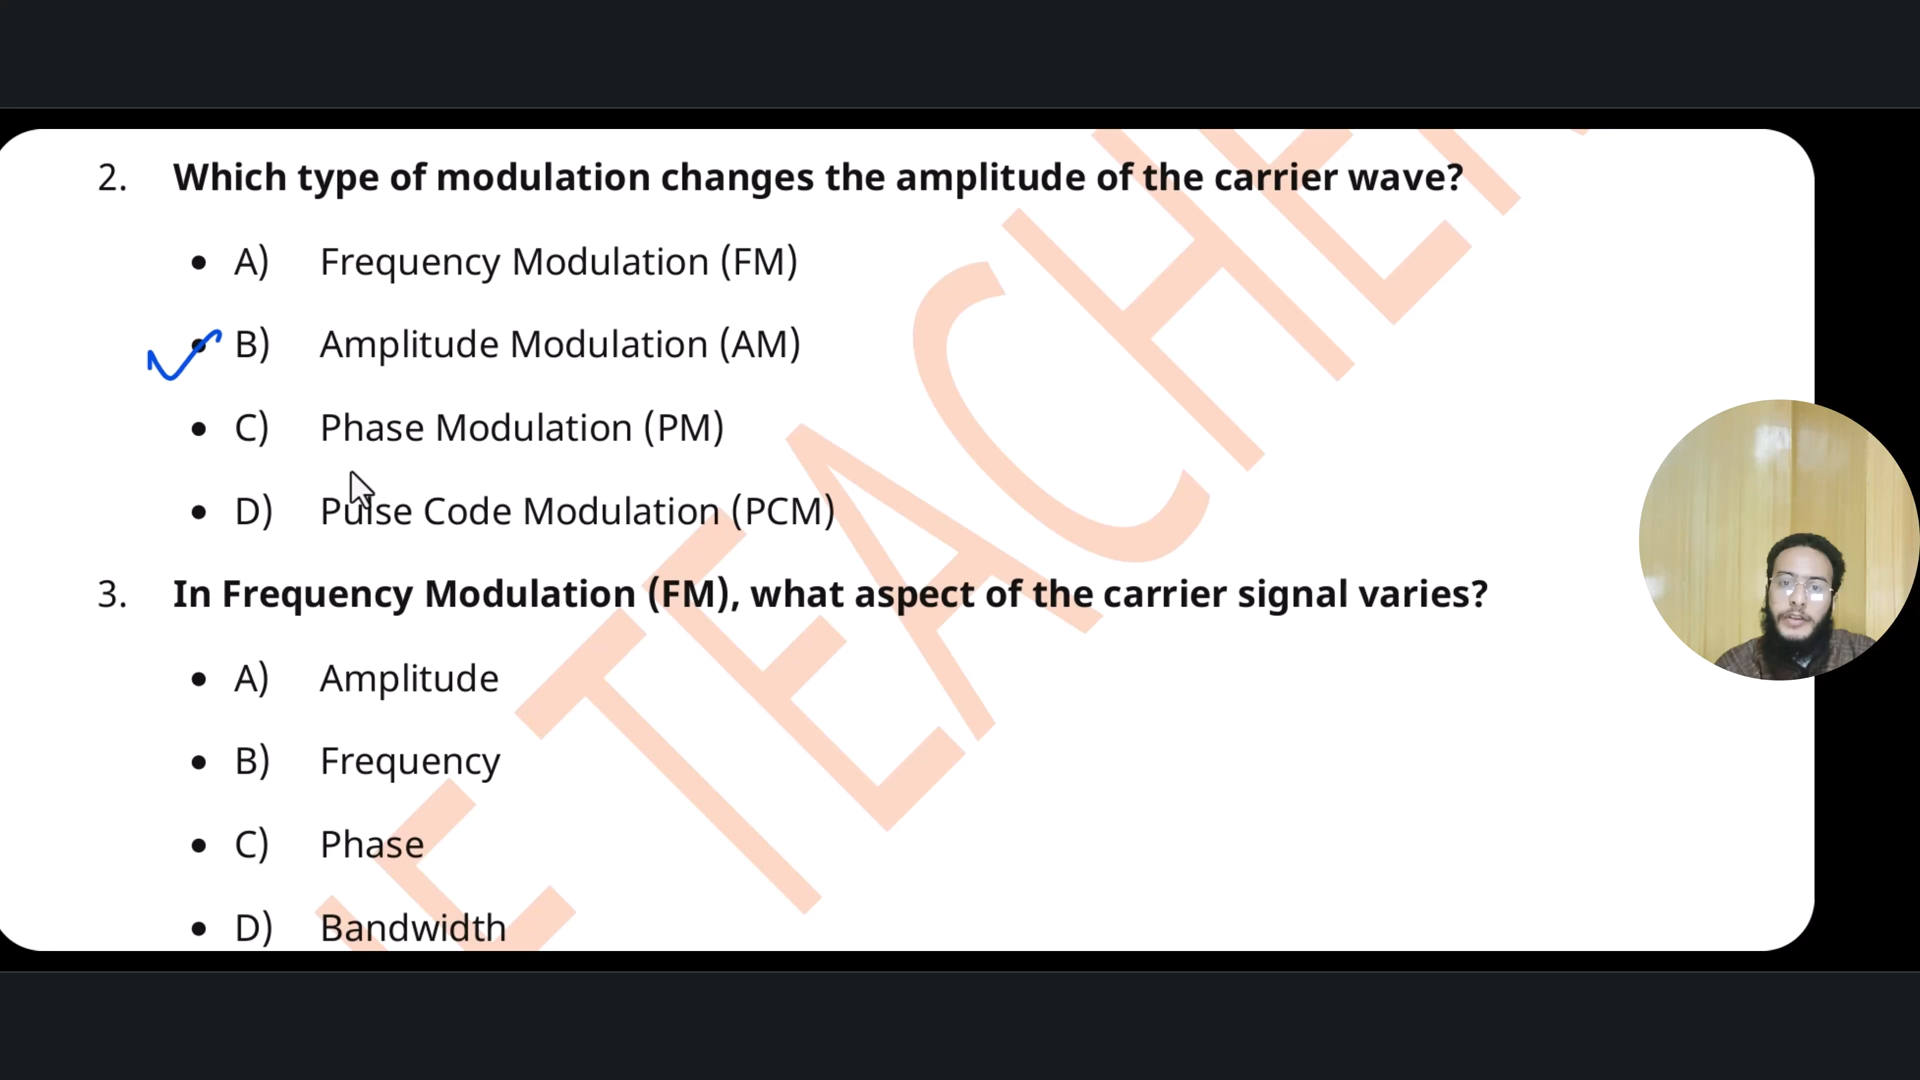 2. Which type of modulation changes the amplitude of the carrier wave?
• A) Frequency Modulation (FM)
• B) Amplitude Modulation (AM)
• C) Phase Modulation (PM)
• D) Pulse Code Modulation (PCM)
3. In Frequency Modulation (FM), what aspect of the carrier signal varies?
• A) Amplitude
• B) Frequency
• C) Phase
• D) Bandwidth
TEACHER